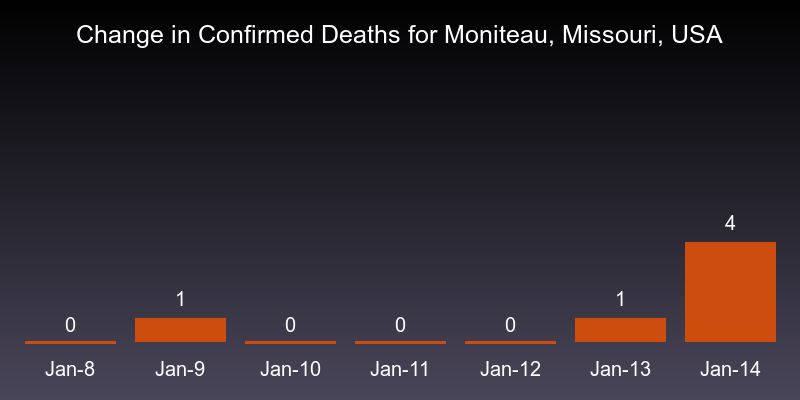 Change in Confirmed Deaths for Moniteau, Missouri, USA
4
1
1
0
0
0
0
Jan-8
Jan-9
Jan-10
Jan-11
Jan-12
Jan-13
Jan-14